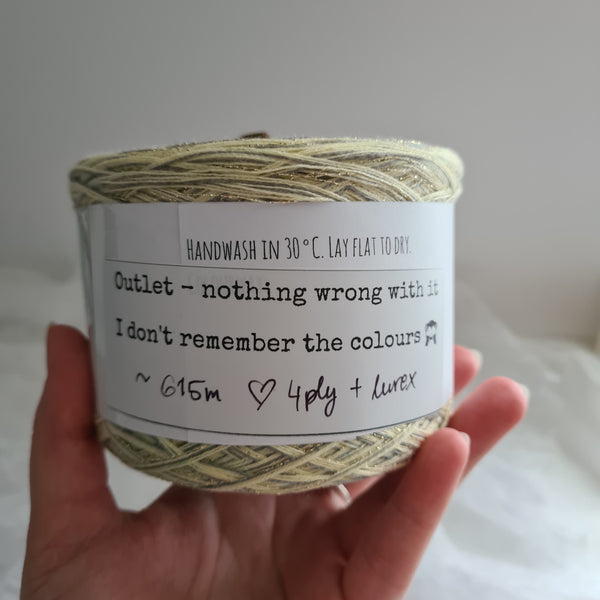 Handwash in 30°C. Lay flat to dry.
Outlet - nothing wrong with it
I don't remember the colours
~ 615m ♡ 4ply + lurex